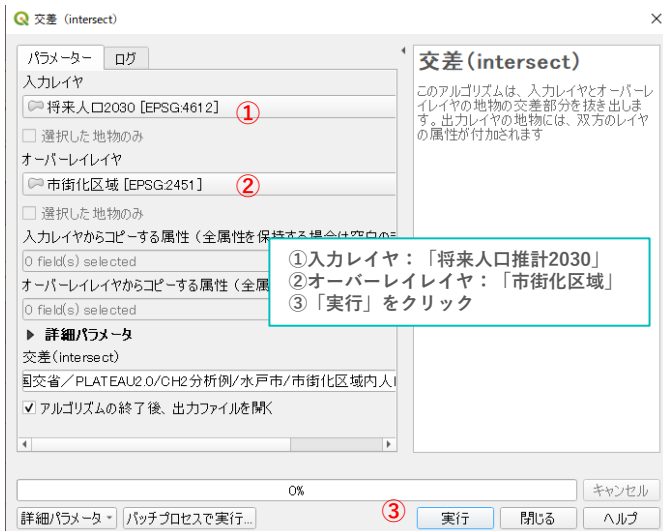 交差 (intersect)
パラメーター ログ
入力レイヤ
将来人口2030 [EPSG:4612]
①
選択した地物のみ
オーバーレイレイヤ
市街化区域 [EPSG:2451]
②
選択した地物のみ
入力レイヤからコピーする属性（全属性を保持する場合は空白の
0 field(s) selected
オーバーレイレイヤからコピーする属性（全属
0 field(s) selected
▶ 詳細パラメータ
交差(intersect)
国交省／PLATEAU2.0/CH2分析例/水戸市/市街化区域内人
アルゴリズムの終了後、出力ファイルを開く
交差(intersect)
このアルゴリズムは、入力レイヤとオーバーレ
イレイヤの地物の交差部分を抜き出しま
す。出力レイヤの地物には、双方のレイヤ
の属性が付加されます
①入力レイヤ：「将来人口推計2030」
②オーバーレイレイヤ：「市街化区域」
③「実行」をクリック
0%
キャンセル
詳細パラメータ バッチプロセスで実行... ③ 実行 閉じる ヘルプ